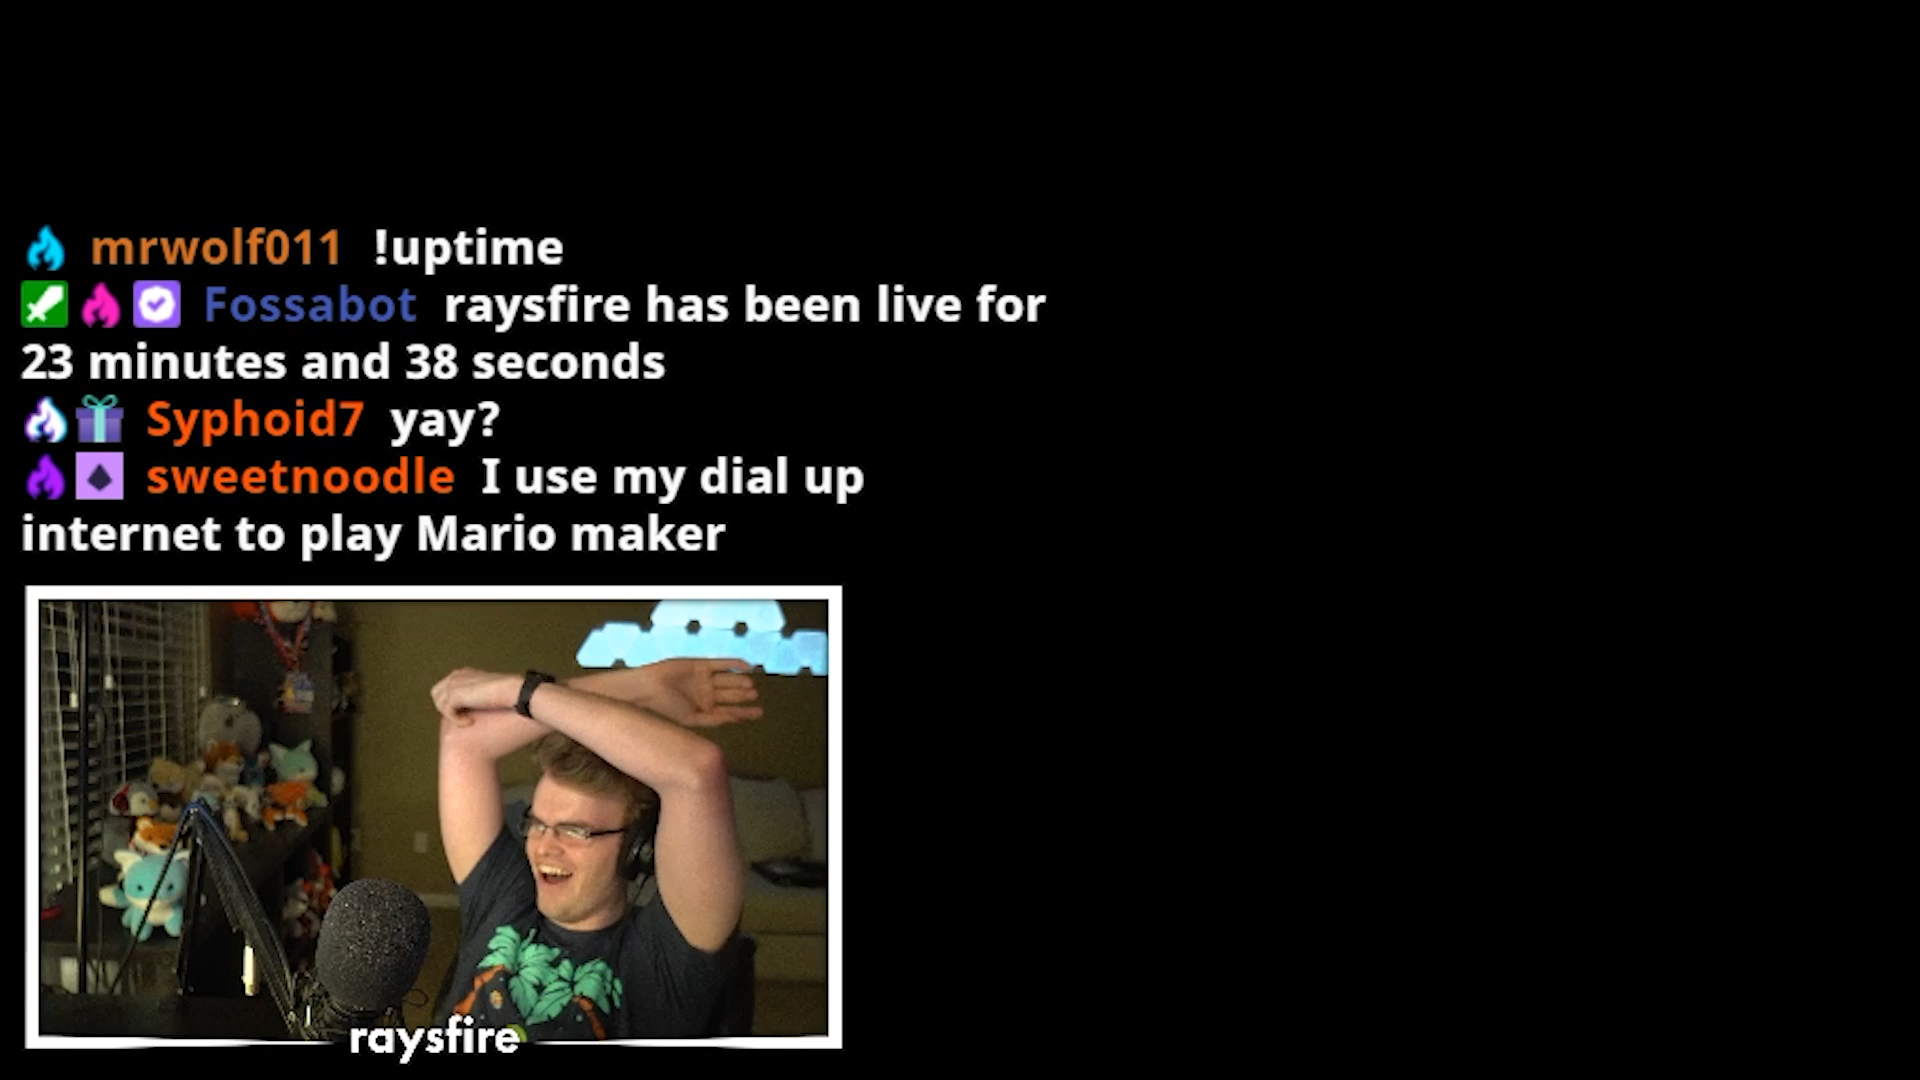 mrwolf011 !uptime
Fossabot raysfire has been live for
23 minutes and 38 seconds
Syphoid7 yay?
sweetnoodle I use my dial up
internet to play Mario maker
raysfire